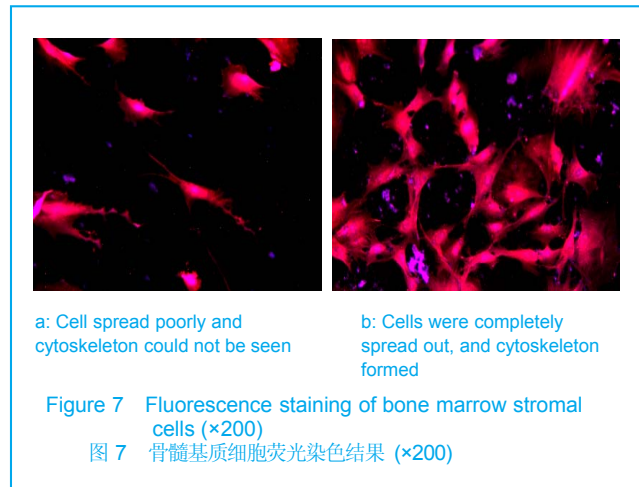 a: Cell spread poorly and
cytoskeleton could not be seen
b: Cells were completely
spread out, and cytoskeleton
formed
Figure 7 Fluorescence staining of bone marrow stromal
cells (×200)
图 7 骨髓基质细胞荧光染色结果 (×200)